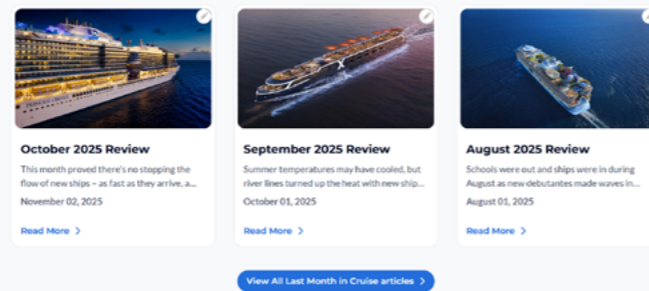 October 2025 Review
This month proved there's no stopping the
flow of new ships – as fast as they arrive, a...
November 02, 2025
Read More
September 2025 Review
Summer temperatures may have cooled, but
river lines turned up the heat with new ship...
October 01, 2025
Read More
August 2025 Review
Schools were out and ships were in during
August as new debutantes made waves in...
August 01, 2025
Read More
View All Last Month in Cruise articles